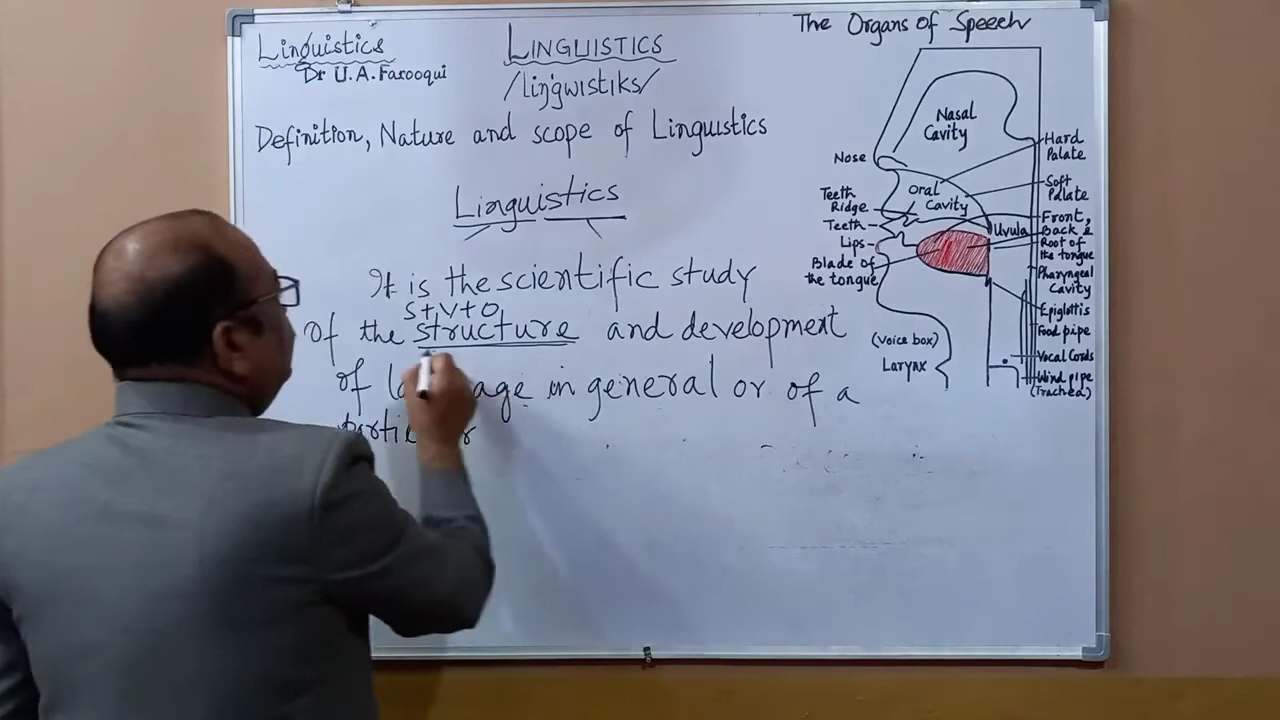 Linguistics
Dr U.A. Farooqui
LINGUISTICS
/liŋgwistiks/
Definition, Nature and scope of Linguistics
Linguistics
It is the scientific study
S+V+O
of the structure and development
of age in general or of a
The Organs of Speech
Nasal
Cavity
Hard
Palate
Nose
Oral
Cavity
Soft
Palate
Teeth
Ridge
Teeth
Lips
Blade of
the tongue
Front,
Back &
Root of
the tongue
Uvula
Pharyngeal
Cavity
Epiglottis
Food pipe
(Voice box)
Larynx
Vocal Cords
Wind pipe
(Trachea)